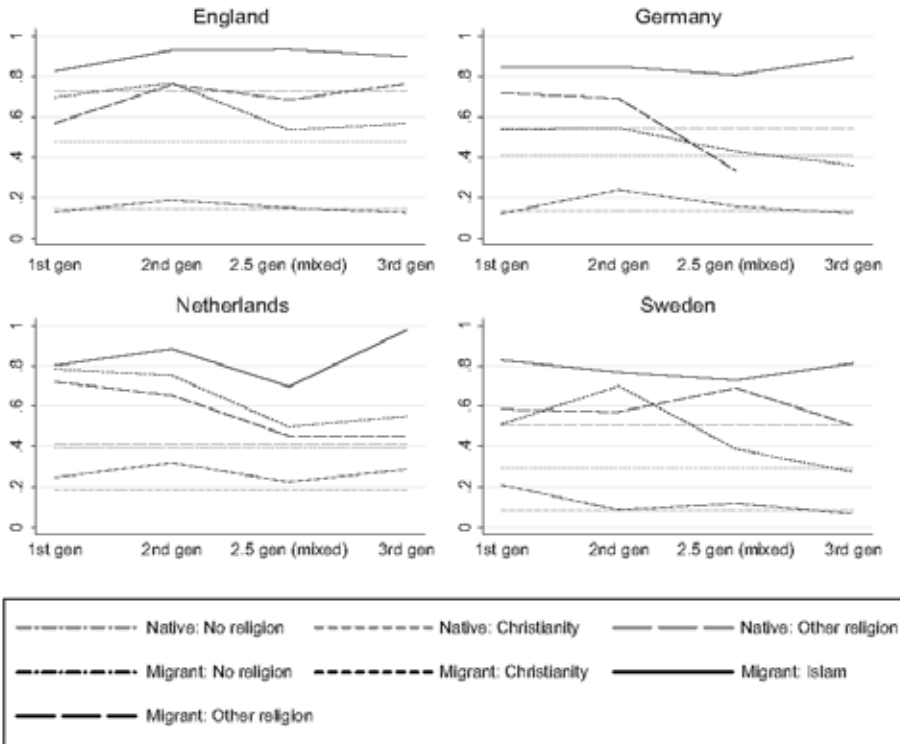 England
Germany
1
.8
.6
.4
.2
0
1
.8
.6
.4
.2
0
1st gen 2nd gen 2.5 gen (mixed) 3rd gen
1st gen 2nd gen 2.5 gen (mixed) 3rd gen
Netherlands
Sweden
1
.8
.6
.4
.2
0
1
.8
.6
.4
.2
0
1st gen 2nd gen 2.5 gen (mixed) 3rd gen
1st gen 2nd gen 2.5 gen (mixed) 3rd gen
Native: No religion Native: Christianity Native: Other religion
Migrant: No religion Migrant: Christianity Migrant: Islam
Migrant: Other religion